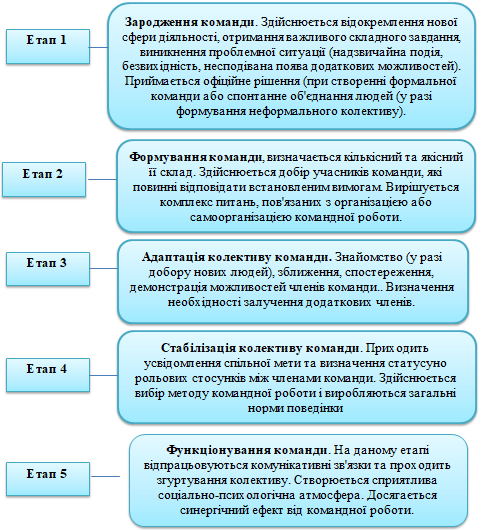 Етап 1
Зародження команди. Здійснюється відокремлення нової
сфери діяльності, отримання важливого складного завдання,
виникнення проблемної ситуації (надзвичайна подія,
безвихідність, несподівана поява додаткових можливостей).
Приймається офіційне рішення (при створенні формальної
команди або спонтанне об'єднання людей (у разі
формування неформального колективу).
Етап 2
Формування команди, визначається кількісний та якісний
її склад. Здійснюється добір учасників команди, які
повинні відповідати встановленим вимогам. Вирішується
комплекс питань, пов'язаних з організацією або
самоорганізацією командної роботи.
Етап 3
Адаптація колективу команди. Знайомство (у разі
добору нових людей), зближення, спостереження,
демонстрація можливостей членів команди.. Визначення
необхідності залучення додаткових членів.
Етап 4
Стабілізація колективу команди. Приходить
усвідомлення спільної мети та визначення статусуно
рольових стосунків між членами команди. Здійснюється
вибір методу командної роботи і виробляються загальні
норми поведінки
Етап 5
Функціонування команди. На даному етапі
відпрацьовуються комунікативні зв'язки та проходить
згуртування колективу. Створюється сприятлива
соціально-психологічна атмосфера. Досягається
синергічний ефект від командної роботи.